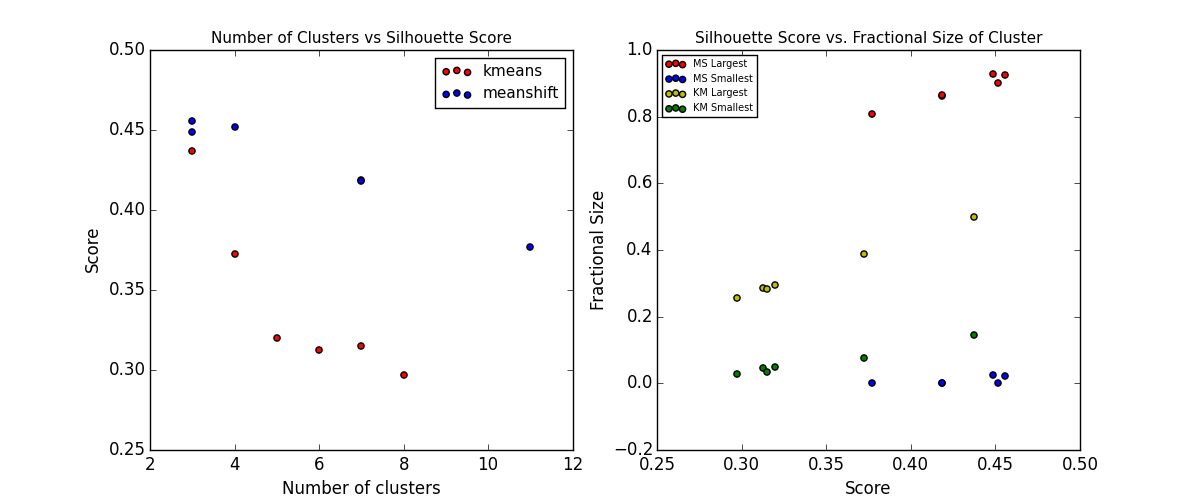 Number of Clusters vs Silhouette Score
0.50
0.45
0.40
0.35
0.30
0.25
Score
kmeans
meanshift
2 4 6 8 10 12
Number of clusters
Silhouette Score vs. Fractional Size of Cluster
1.0
0.8
0.6
0.4
0.2
0.0
−0.2
Fractional Size
MS Largest
MS Smallest
KM Largest
KM Smallest
0.25 0.30 0.35 0.40 0.45 0.50
Score